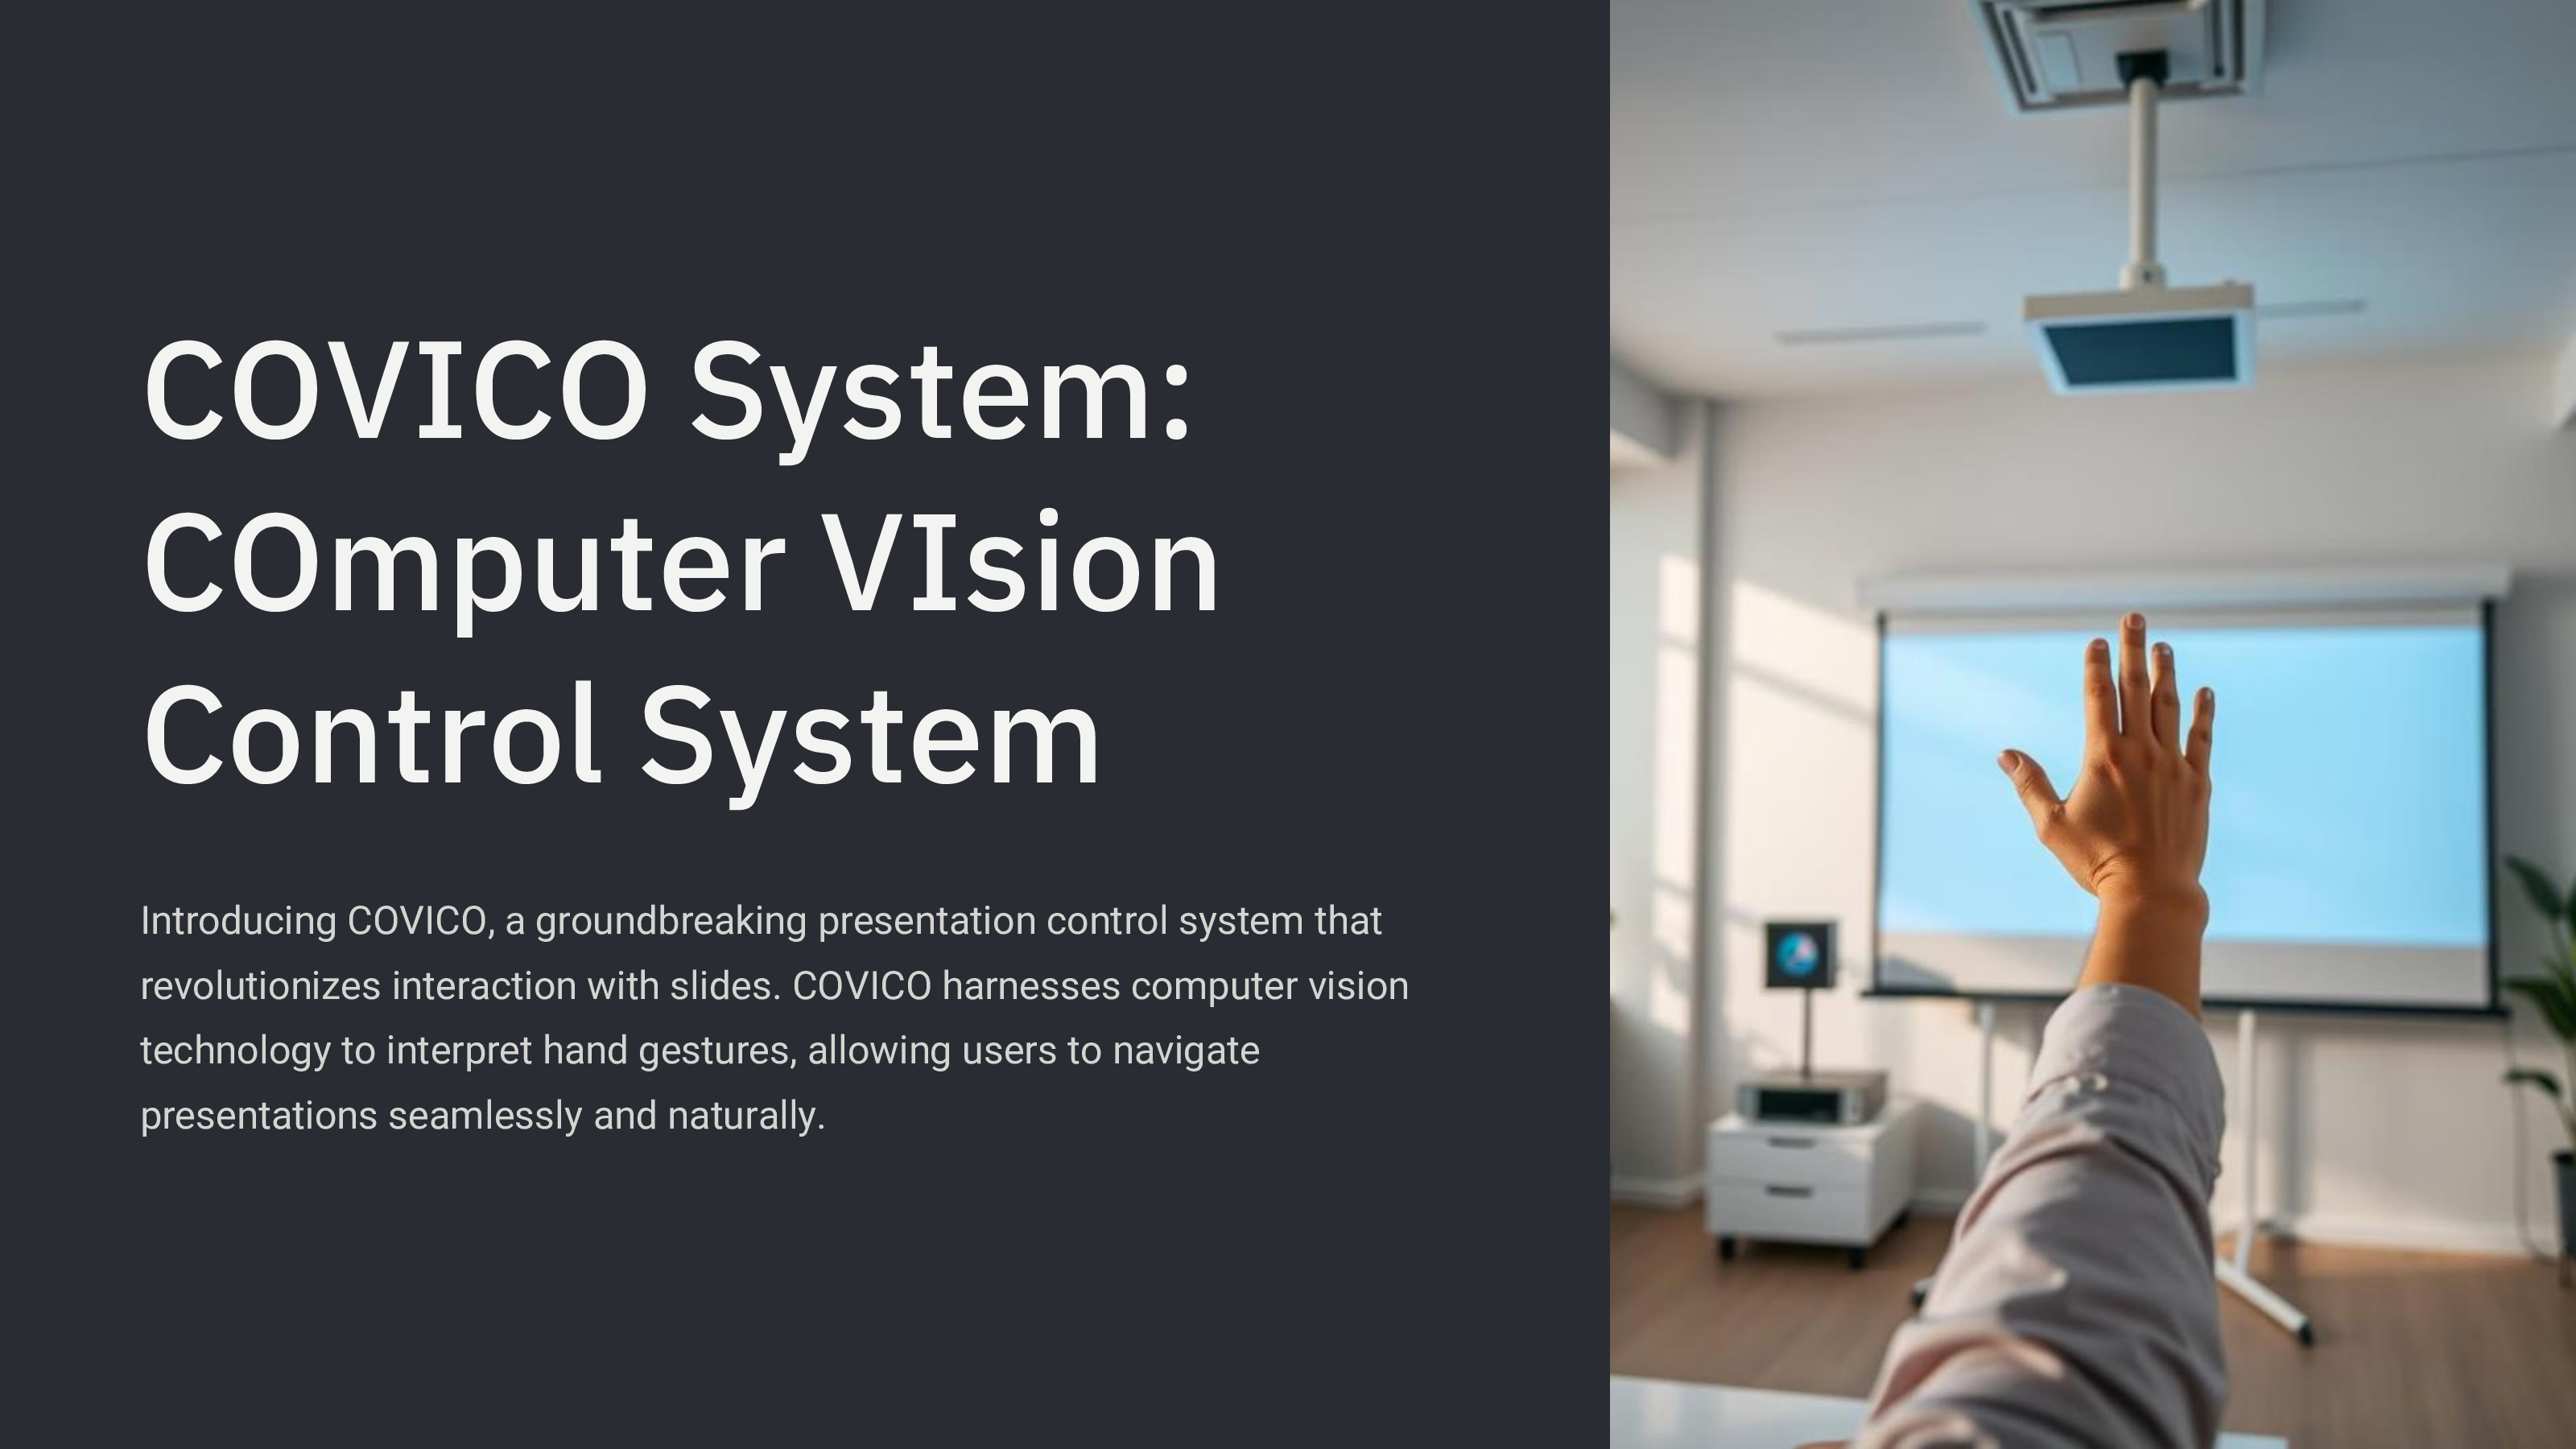 COVICO System:
COmputer VIsion
Control System
Introducing COVICO, a groundbreaking presentation control system that
revolutionizes interaction with slides. COVICO harnesses computer vision
technology to interpret hand gestures, allowing users to navigate
presentations seamlessly and naturally.